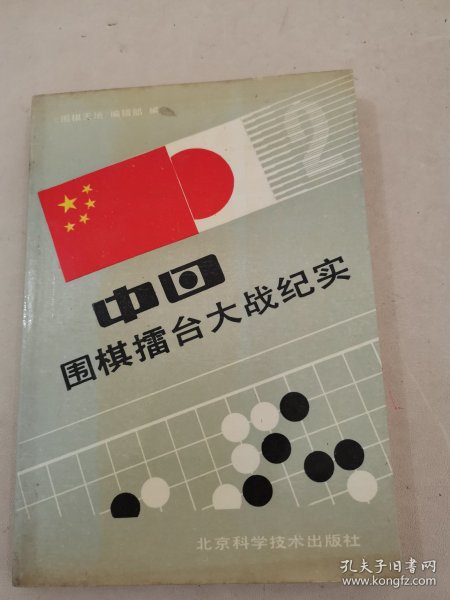 围棋天地 编辑部 编
2
中日
围棋擂台大战纪实
北京科学技术出版社
孔夫子旧书网
www.kongfz.com